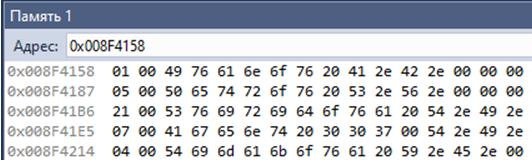 Память 1
Адрес: 0x008F4158
0x008F4158 01 00 49 76 61 6e 6f 76 20 41 2e 42 2e 00 00 00
0x008F4187 05 00 50 65 74 72 6f 76 20 53 2e 56 2e 00 00 00
0x008F41B6 21 00 53 76 69 72 69 64 6f 76 61 20 54 2e 49 2e
0x008F41E5 07 00 41 67 65 6e 74 20 30 30 37 00 54 2e 49 2e
0x008F4214 04 00 54 69 6d 61 6b 6f 76 61 20 59 2e 45 2e 00